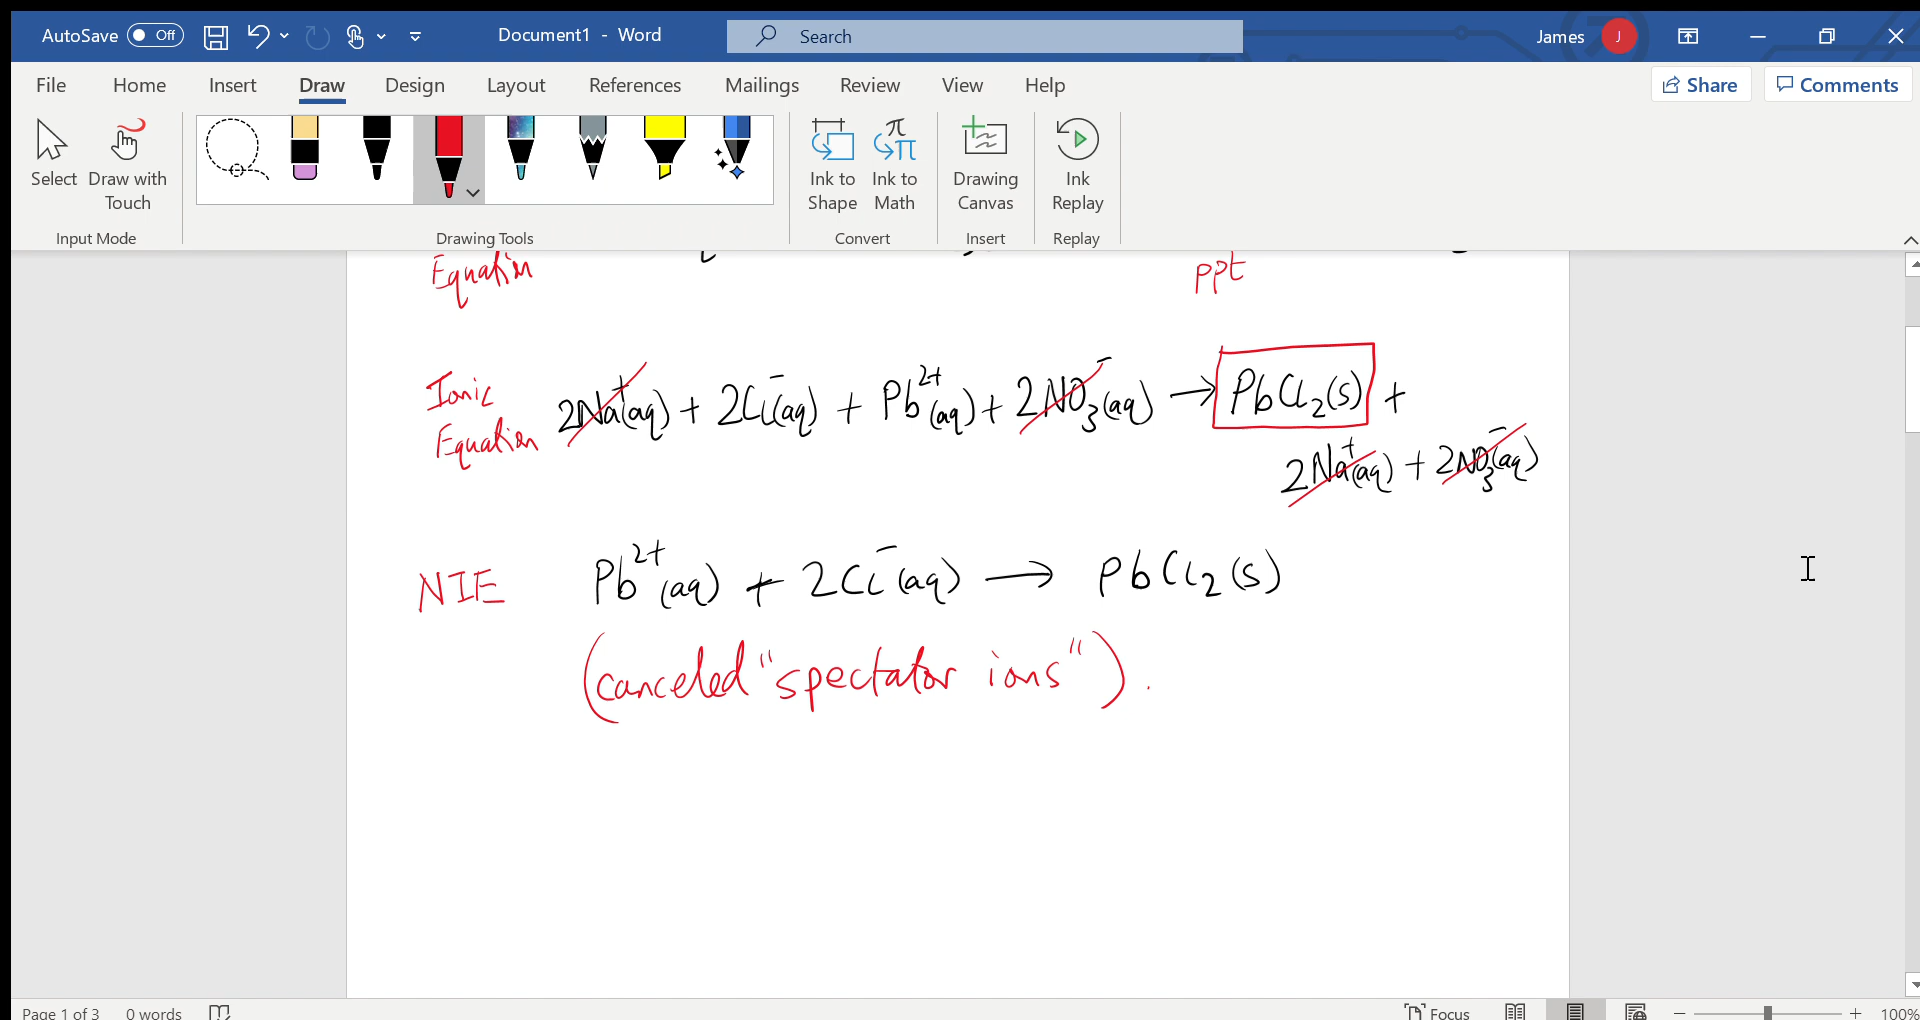 AutoSave Off Document1 - Word Search James J
File Home Insert Draw Design Layout References Mailings Review View Help Share Comments
Select Draw with Touch Ink to Shape Ink to Math Drawing Canvas Ink Replay
Input Mode Drawing Tools Convert Insert Replay
Equation ppt
Ionic Equation 2Na⁺(aq) + 2Cl⁻(aq) + Pb²⁺(aq) + 2NO₃⁻(aq) → PbCl₂(s) +
2Na⁺(aq) + 2NO₃⁻(aq)
NIE Pb²⁺(aq) + 2Cl⁻(aq) → PbCl₂(s)
(canceled "spectator ions").
Page 1 of 3 0 words Focus 100%